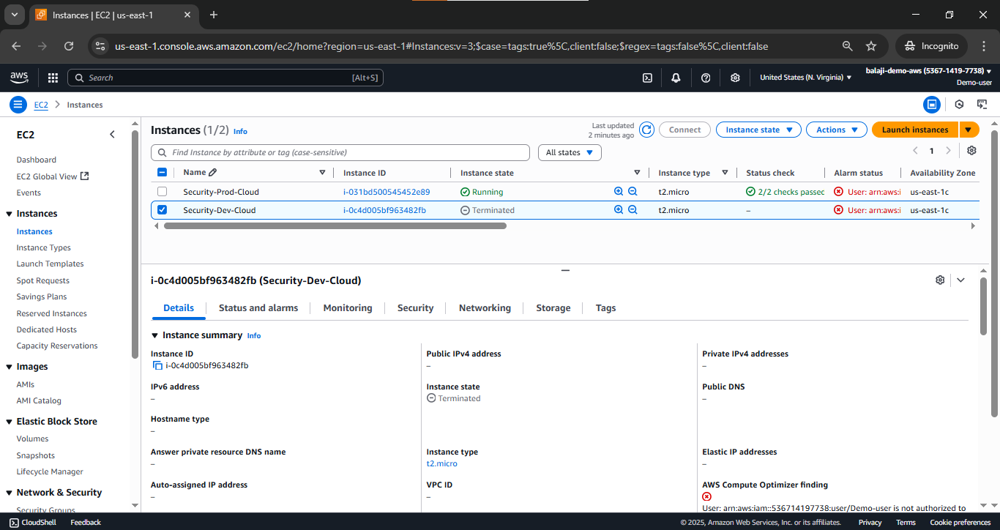 Instances | EC2 | us-east-1
us-east-1.console.aws.amazon.com/ec2/home?region=us-east-1#Instances:v=3;$case=tags:true%5C,client:false;$regex=tags:false%5C,client:false
Incognito
aws
Search [Alt+S]
United States (N. Virginia)
balaji-demo-aws (5367-1419-7738)
Demo-user
EC2 Instances
EC2
Dashboard
EC2 Global View
Events
Instances
Instances
Instance Types
Launch Templates
Spot Requests
Savings Plans
Reserved Instances
Dedicated Hosts
Capacity Reservations
Images
AMIs
AMI Catalog
Elastic Block Store
Volumes
Snapshots
Lifecycle Manager
Network & Security
Security Groups
Instances (1/2) Info
Last updated
2 minutes ago
Connect Instance state Actions Launch instances
Find Instance by attribute or tag (case-sensitive) All states
1
Name Instance ID Instance state Instance type Status check Alarm status Availability Zone
Security-Prod-Cloud i-031bd500545452e89 Running t2.micro 2/2 checks passec User: arn:aws:i us-east-1c
Security-Dev-Cloud i-0c4d005bf963482fb Terminated t2.micro – User: arn:aws:i us-east-1c
i-0c4d005bf963482fb (Security-Dev-Cloud)
Details Status and alarms Monitoring Security Networking Storage Tags
Instance summary Info
Instance ID
i-0c4d005bf963482fb
Public IPv4 address
–
Private IPv4 addresses
–
IPv6 address
–
Instance state
Terminated
Public DNS
–
Hostname type
–
Answer private resource DNS name
–
Instance type
t2.micro
Elastic IP addresses
–
Auto-assigned IP address
–
VPC ID
–
AWS Compute Optimizer finding
User: arn:aws:iam::536714197738:user/Demo-user is not authorized to
CloudShell Feedback
© 2025, Amazon Web Services, Inc. or its affiliates. Privacy Terms Cookie preferences